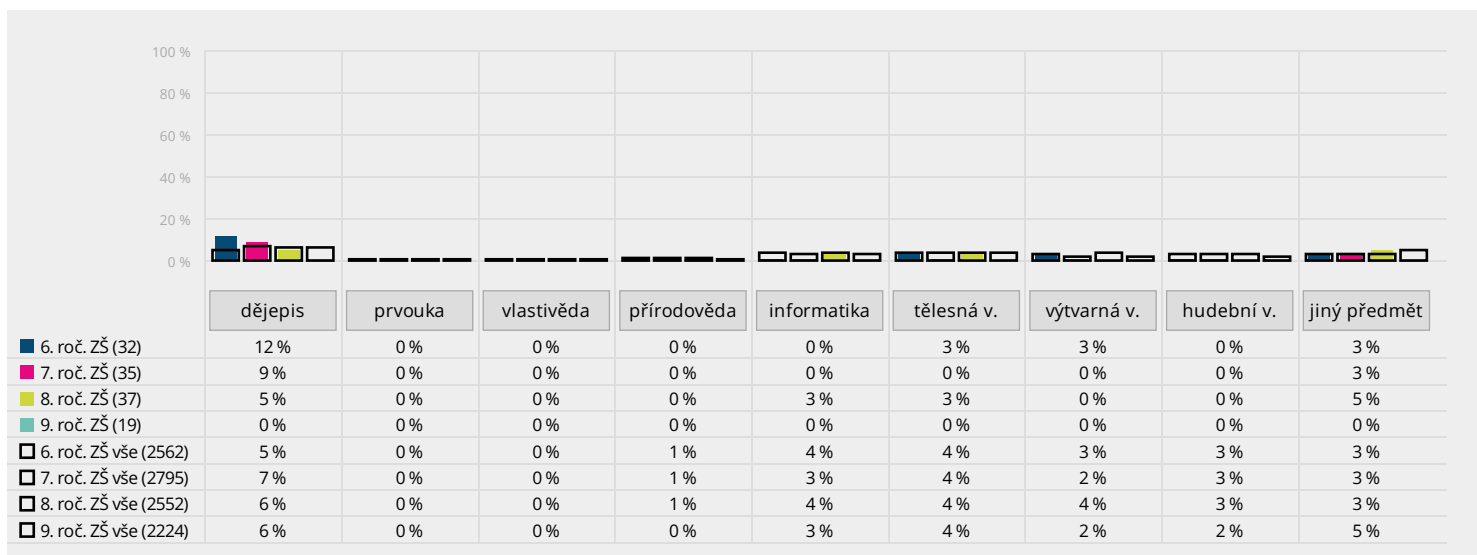 100 %
80 %
60 %
40 %
20 %
0 %
dějepis prvouka vlastivěda přírodověda informatika tělesná v. výtvarná v. hudební v. jiný předmět
6. roč. ZŠ (32) 12 % 0 % 0 % 0 % 0 % 3 % 3 % 0 % 3 %
7. roč. ZŠ (35) 9 % 0 % 0 % 0 % 0 % 0 % 0 % 0 % 3 %
8. roč. ZŠ (37) 5 % 0 % 0 % 0 % 3 % 3 % 0 % 0 % 5 %
9. roč. ZŠ (19) 0 % 0 % 0 % 0 % 0 % 0 % 0 % 0 % 0 %
6. roč. ZŠ vše (2562) 5 % 0 % 0 % 1 % 4 % 4 % 3 % 3 % 3 %
7. roč. ZŠ vše (2795) 7 % 0 % 0 % 1 % 3 % 4 % 2 % 3 % 3 %
8. roč. ZŠ vše (2552) 6 % 0 % 0 % 1 % 4 % 4 % 4 % 3 % 3 %
9. roč. ZŠ vše (2224) 6 % 0 % 0 % 0 % 3 % 4 % 2 % 2 % 5 %